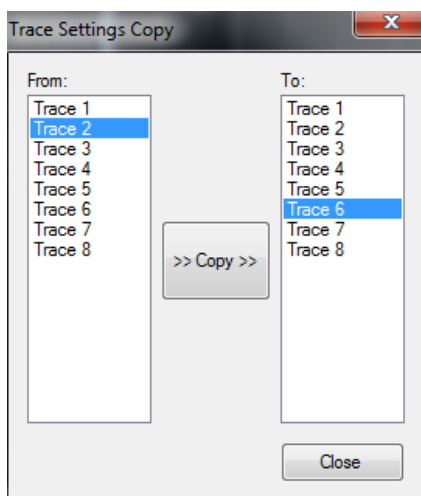 Trace Settings Copy
From:
Trace 1
Trace 2
Trace 3
Trace 4
Trace 5
Trace 6
Trace 7
Trace 8
>> Copy >>
To:
Trace 1
Trace 2
Trace 3
Trace 4
Trace 5
Trace 6
Trace 7
Trace 8
Close